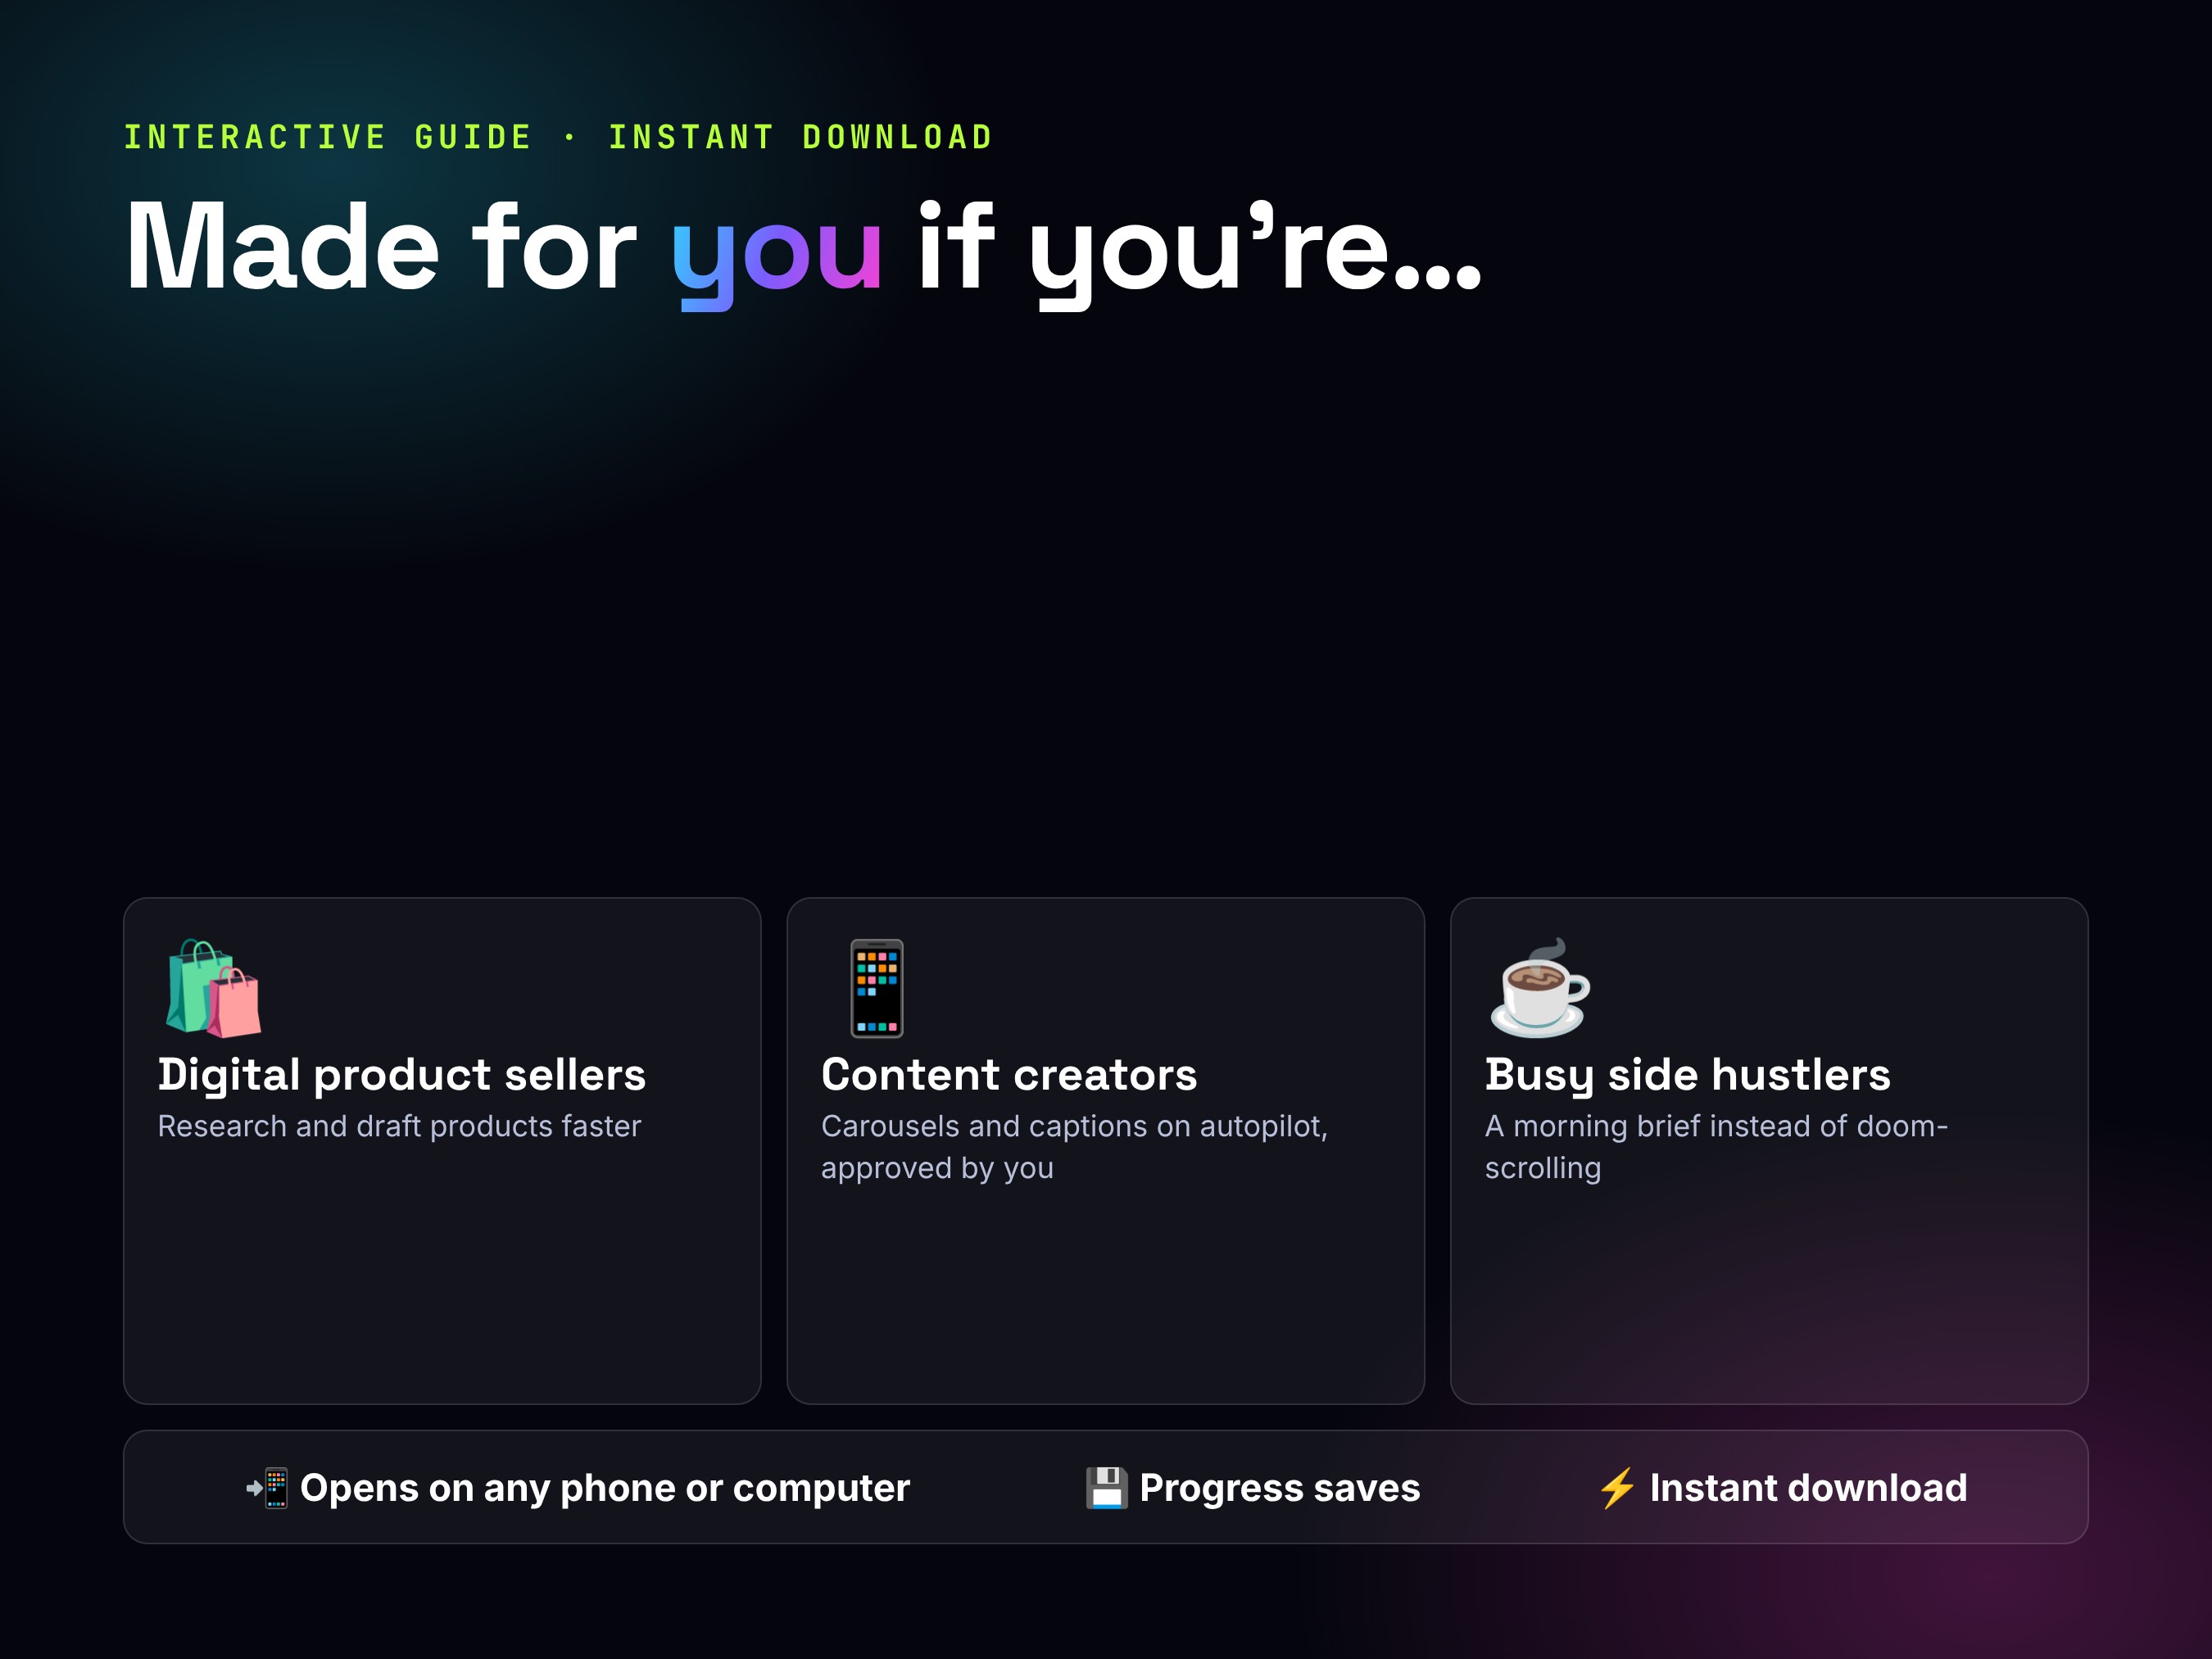 INTERACTIVE GUIDE · INSTANT DOWNLOAD
Made for you if you’re…
Digital product sellers
Research and draft products faster
Content creators
Carousels and captions on autopilot,
approved by you
Busy side hustlers
A morning brief instead of doom-
scrolling
Opens on any phone or computer
Progress saves
Instant download